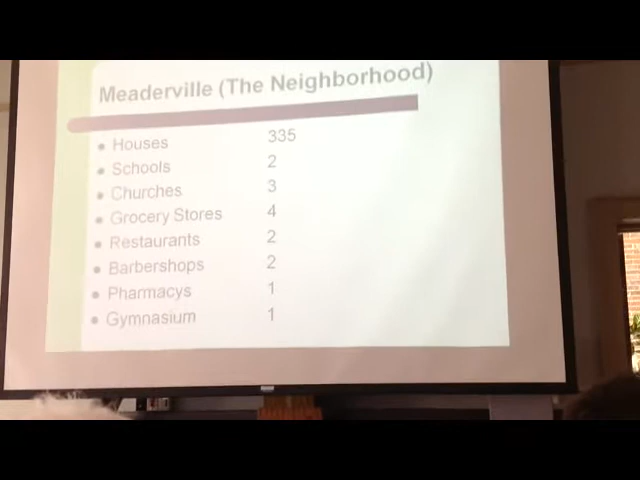 Meaderville (The Neighborhood)
Houses 335
Schools 2
Churches 3
Grocery Stores 4
Restaurants 2
Barbershops 2
Pharmacys 1
Gymnasium 1